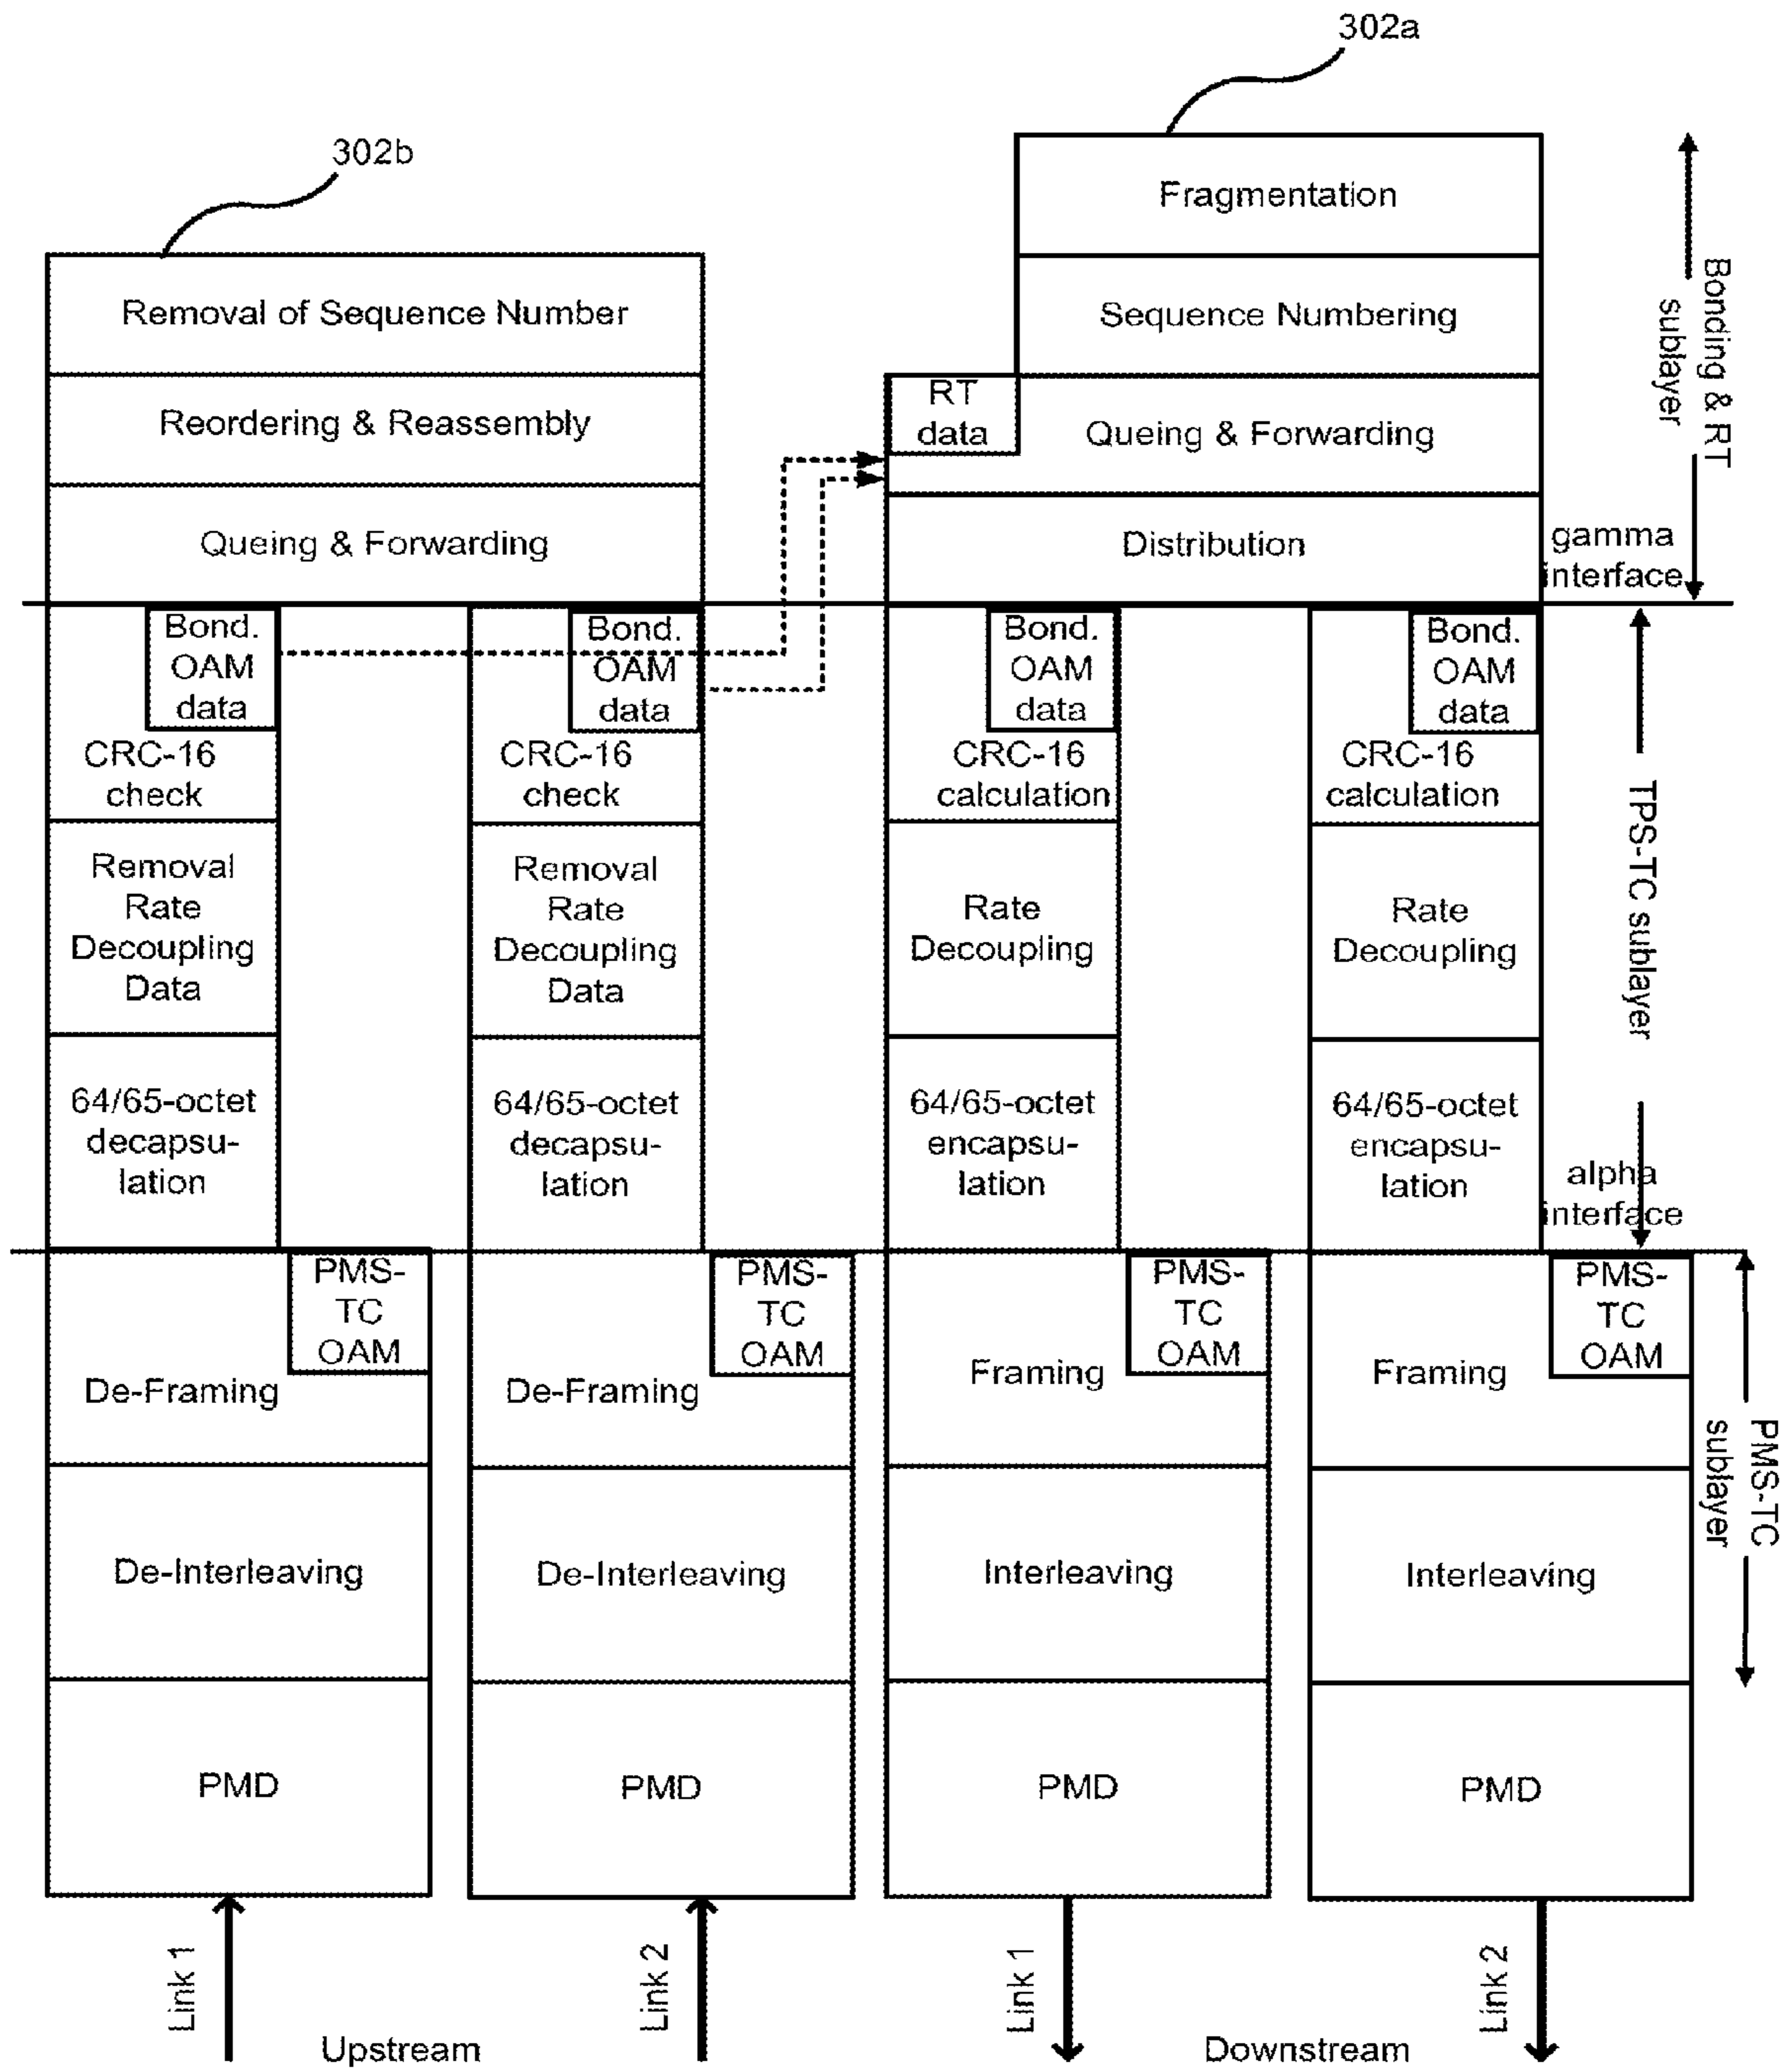 302a
302b
Fragmentation
Removal of Sequence Number
Sequence Numbering
Bonding & RT
sublayer
Reordering & Reassembly
RT
data
Queing & Forwarding
Queing & Forwarding
Distribution
gamma
interface
Bond.
OAM
data
CRC-16
check
Bond.
OAM
data
CRC-16
check
Bond.
OAM
data
CRC-16
calculation
Bond.
OAM
data
CRC-16
calculation
TPS-TC sublayer
Removal
Rate
Decoupling
Data
Removal
Rate
Decoupling
Data
Rate
Decoupling
Rate
Decoupling
64/65-octet
decapsu-
lation
64/65-octet
decapsu-
lation
64/65-octet
encapsu-
lation
64/65-octet
encapsu-
lation
alpha
interface
PMS-
TC
OAM
De-Framing
PMS-
TC
OAM
De-Framing
PMS-
TC
OAM
Framing
PMS-
TC
OAM
Framing
PMS-TC
sublayer
De-Interleaving
De-Interleaving
Interleaving
Interleaving
PMD
PMD
PMD
PMD
Link 1
Link 2
Link 1
Link 2
Upstream
Downstream